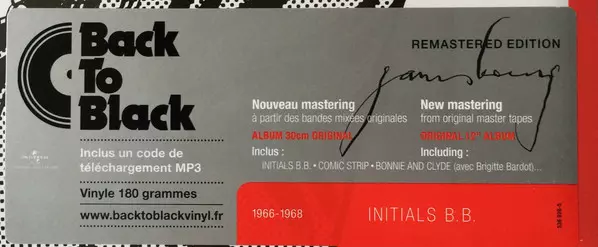 Back
To
Black
Inclus un code de
téléchargement MP3
Vinyle 180 grammes
www.backtoblackvinyl.fr
REMASTERED EDITION
gainsbourg
Nouveau mastering
à partir des bandes mixées originales
ALBUM 30cm ORIGINAL
Inclus :
New mastering
from original master tapes
ORIGINAL 12" ALBUM
Including :
INITIALS B.B. • COMIC STRIP • BONNIE AND CLYDE (avec Brigitte Bardot)...
1966-1968
INITIALS B.B.